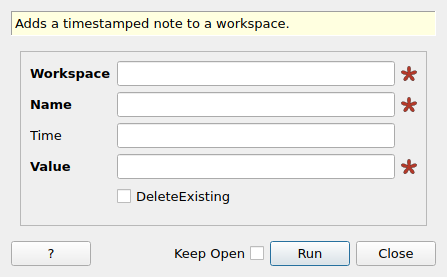 Adds a timestamped note to a workspace.
Workspace
Name
Time
Value
DeleteExisting
? Keep Open Run Close